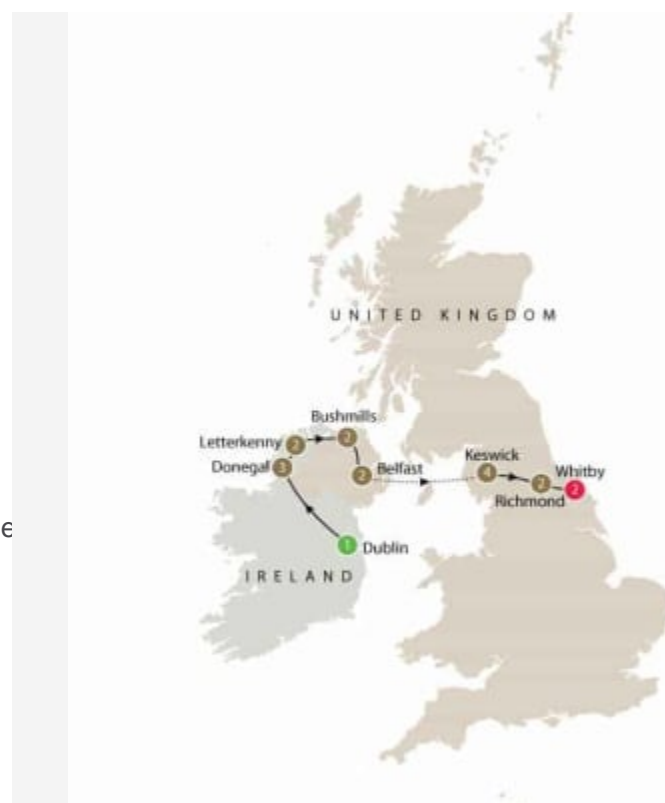 UNITED KINGDOM
Bushmills
2
Letterkenny 2
Donegal 3
2 Belfast
Keswick
4
Whitby
2
Richmond
2
1 Dublin
IRELAND
e